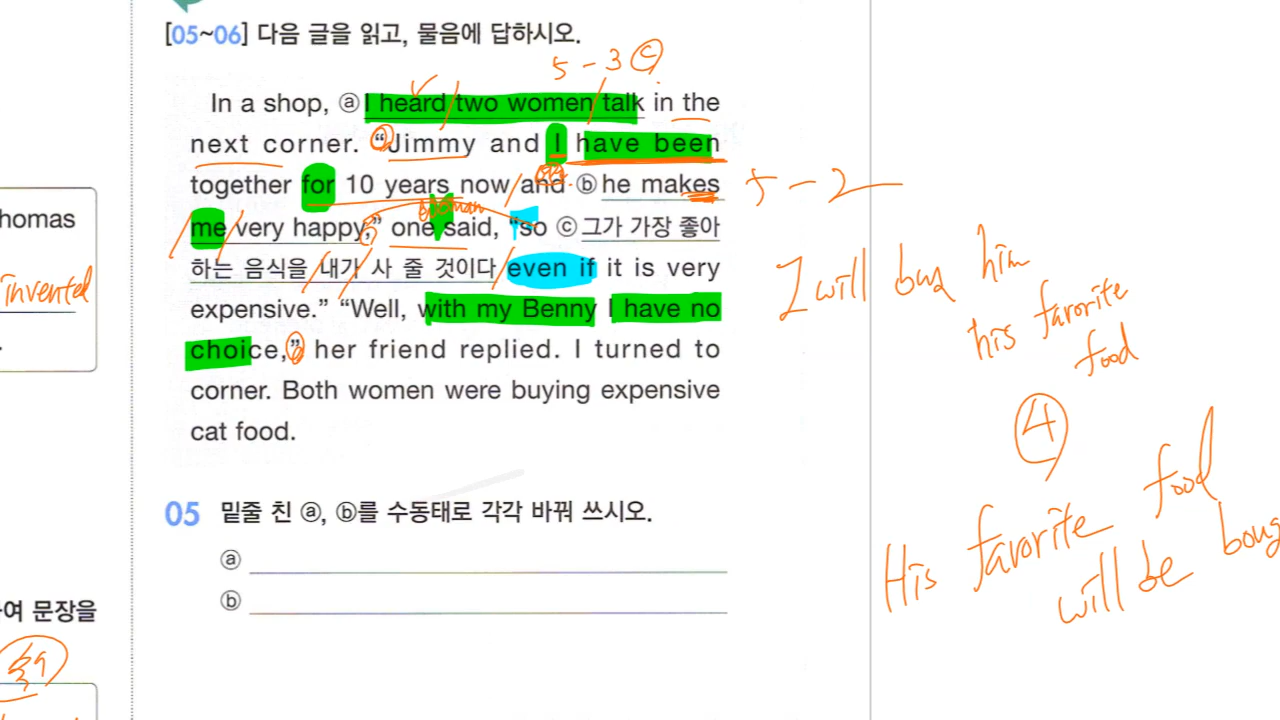 [05~06] 다음 글을 읽고, 물음에 답하시오.
5-3 ⓒ
In a shop, ⓐ I heard two women talk in the
next corner. “Jimmy and I have been
together for 10 years now and ⓑ he makes
5-2
woman
me very happy,” one said, “so ⓒ 그가 가장 좋아
하는 음식을 내가 사 줄 것이다 even if it is very
expensive.” “Well, with my Benny I have no
choice,” her friend replied. I turned to
corner. Both women were buying expensive
cat food.
I will buy him
his favorite
food
④
His favorite food
will be boug
05 밑줄 친 ⓐ, ⓑ를 수동태로 각각 바꿔 쓰시오.
ⓐ
ⓑ
homas
invented
.
여 문장을